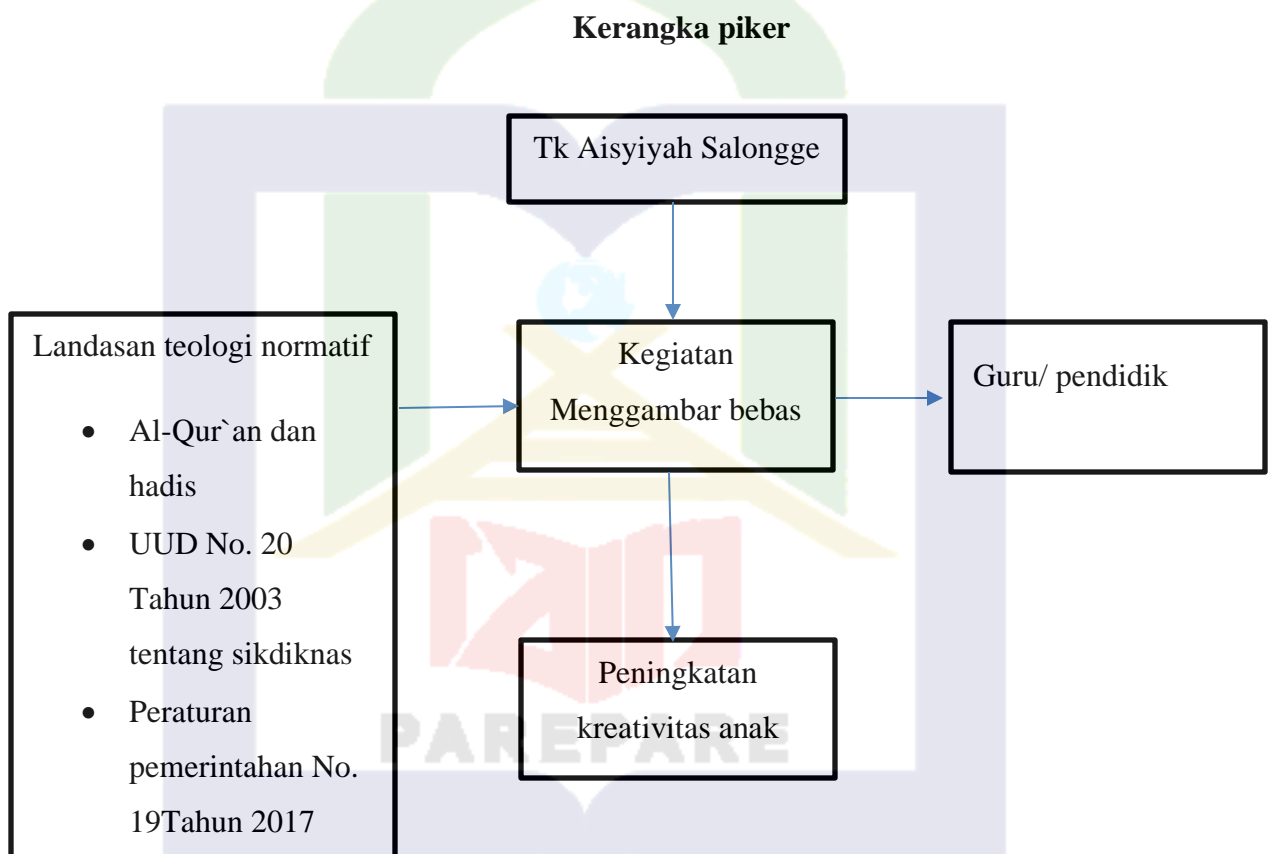 Kerangka piker
Tk Aisyiyah Salongge
Landasan teologi normatif
• Al-Qur`an dan
hadis
• UUD No. 20
Tahun 2003
tentang sikdiknas
• Peraturan
pemerintahan No.
19Tahun 2017
Kegiatan
Menggambar bebas
Guru/ pendidik
Peningkatan
kreativitas anak
PAREPARE